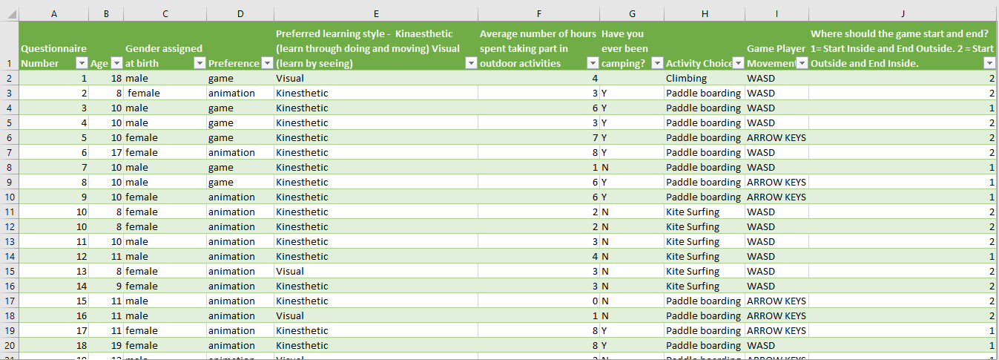 A B C D E F G H I J
1 Questionnaire Number Age Gender assigned at birth Preference Preferred learning style - Kinaesthetic (learn through doing and moving) Visual (learn by seeing) Average number of hours spent taking part in outdoor activities Have you ever been camping? Activity Choice Game Player Movement Where should the game start and end? 1= Start Inside and End Outside. 2 = Start Outside and End Inside.
2 1 18 male game Visual 4 Climbing WASD 2
3 2 8 female animation Kinesthetic 3 Y Paddle boarding WASD 2
4 3 10 male game Kinesthetic 6 Y Paddle boarding WASD 1
5 4 10 male game Kinesthetic 3 Y Paddle boarding WASD 2
6 5 10 female game Kinesthetic 7 Y Paddle boarding ARROW KEYS 2
7 6 17 female animation Kinesthetic 8 Y Paddle boarding WASD 2
8 7 10 male game Kinesthetic 1 N Paddle boarding WASD 1
9 8 10 male game Kinesthetic 6 Y Paddle boarding ARROW KEYS 1
10 9 10 female animation Kinesthetic 6 Y Paddle boarding ARROW KEYS 1
11 10 8 female animation Kinesthetic 2 N Kite Surfing WASD 2
12 10 8 female animation Kinesthetic 2 N Kite Surfing WASD 2
13 11 10 male animation Kinesthetic 3 N Kite Surfing WASD 2
14 12 11 male animation Kinesthetic 4 N Kite Surfing WASD 1
15 13 8 female animation Visual 3 N Kite Surfing WASD 2
16 14 9 female animation Kinesthetic 3 N Kite Surfing WASD 2
17 15 11 male animation Kinesthetic 0 N Paddle boarding ARROW KEYS 2
18 16 11 male animation Visual 1 N Paddle boarding ARROW KEYS 2
19 17 11 female animation Kinesthetic 8 Y Paddle boarding ARROW KEYS 1
20 18 19 female animation Kinesthetic 8 Y Paddle boarding WASD 1